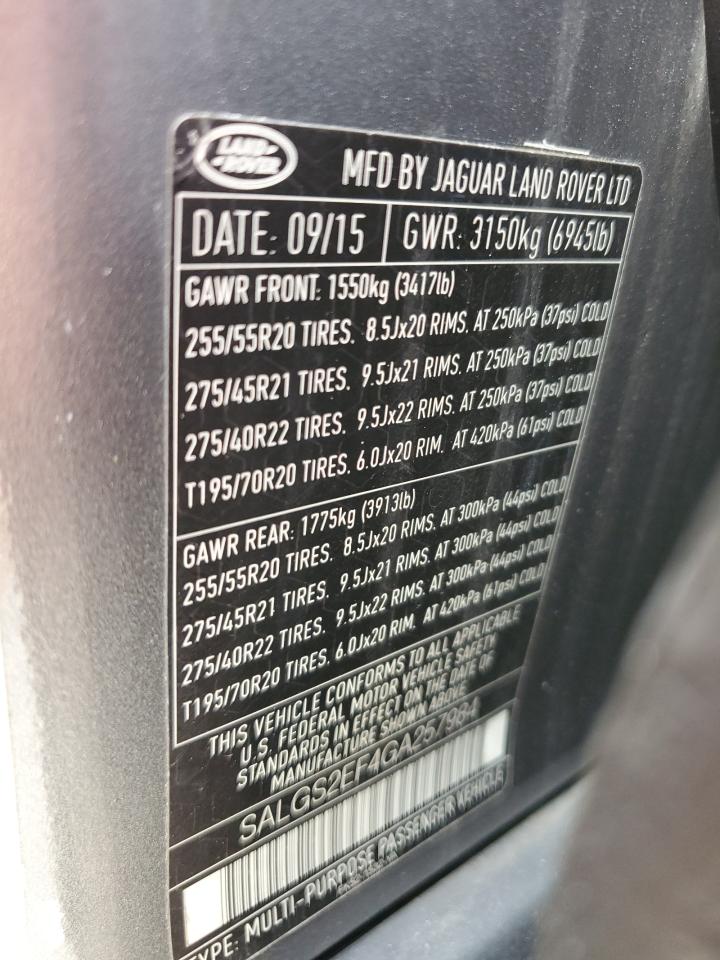 LAND
ROVER
MFD BY JAGUAR LAND ROVER LTD
DATE: 09/15
GWR: 3150kg (6945lb)
GAWR FRONT: 1550kg (3417lb)
255/55R20 TIRES. 8.5Jx20 RIMS. AT 250kPa (37psi) COLD
275/45R21 TIRES. 9.5Jx21 RIMS. AT 250kPa (37psi) COLD
275/40R22 TIRES. 9.5Jx22 RIMS. AT 250kPa (37psi) COLD
T195/70R20 TIRES. 6.0Jx20 RIM. AT 420kPa (61psi) COLD
GAWR REAR: 1775kg (3913lb)
255/55R20 TIRES. 8.5Jx20 RIMS. AT 300kPa (44psi) COLD
275/45R21 TIRES. 9.5Jx21 RIMS. AT 300kPa (44psi) COLD
275/40R22 TIRES. 9.5Jx22 RIMS. AT 300kPa (44psi) COLD
T195/70R20 TIRES. 6.0Jx20 RIM. AT 420kPa (61psi) COLD
THIS VEHICLE CONFORMS TO ALL APPLICABLE
U.S. FEDERAL MOTOR VEHICLE SAFETY
STANDARDS IN EFFECT ON THE DATE OF
MANUFACTURE SHOWN ABOVE
SALGS2EF4GA257984
TYPE: MULTI-PURPOSE PASSENGER VEHICLE